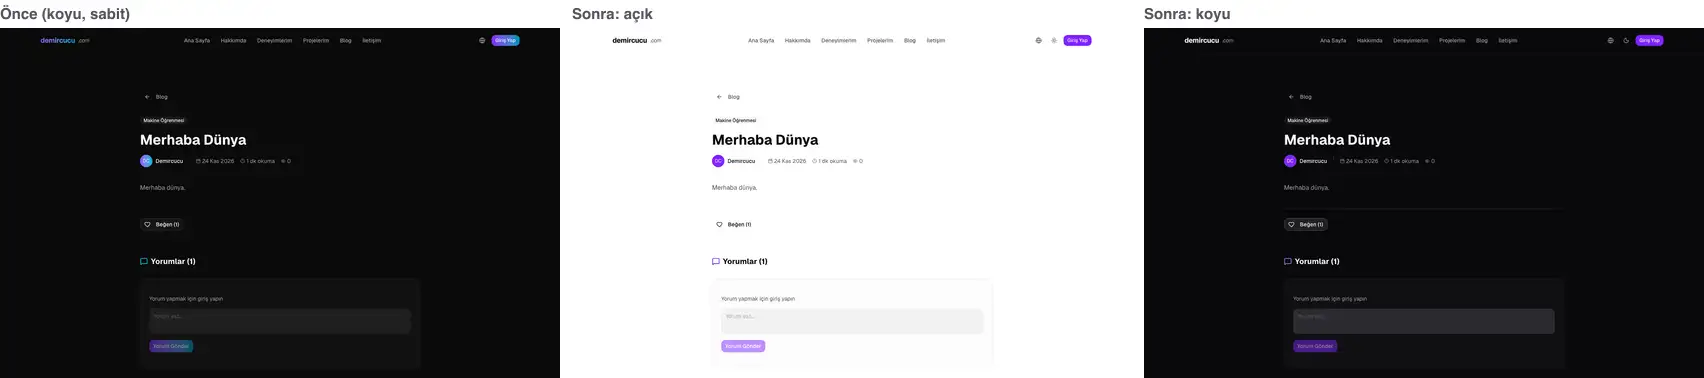 Önce (koyu, sabit)
demircucu .com Ana Sayfa Hakkımda Deneyimlerim Projelerim Blog İletişim Giriş Yap
← Blog
Makine Öğrenmesi
Merhaba Dünya
DC Demircucu 24 Kas 2026 1 dk okuma 0
Merhaba dünya,
Beğen (1)
Yorumlar (1)
Yorum yapmak için giriş yapın
Yorum Gönder
Sonra: açık
demircucu .com Ana Sayfa Hakkımda Deneyimlerim Projelerim Blog İletişim Giriş Yap
← Blog
Makine Öğrenmesi
Merhaba Dünya
DC Demircucu 24 Kas 2026 1 dk okuma 0
Merhaba dünya,
Beğen (1)
Yorumlar (1)
Yorum yapmak için giriş yapın
Yorum Gönder
Sonra: koyu
demircucu .com Ana Sayfa Hakkımda Deneyimlerim Projelerim Blog İletişim Giriş Yap
← Blog
Makine Öğrenmesi
Merhaba Dünya
DC Demircucu 24 Kas 2026 1 dk okuma 0
Merhaba dünya,
Beğen (1)
Yorumlar (1)
Yorum yapmak için giriş yapın
Yorum Gönder